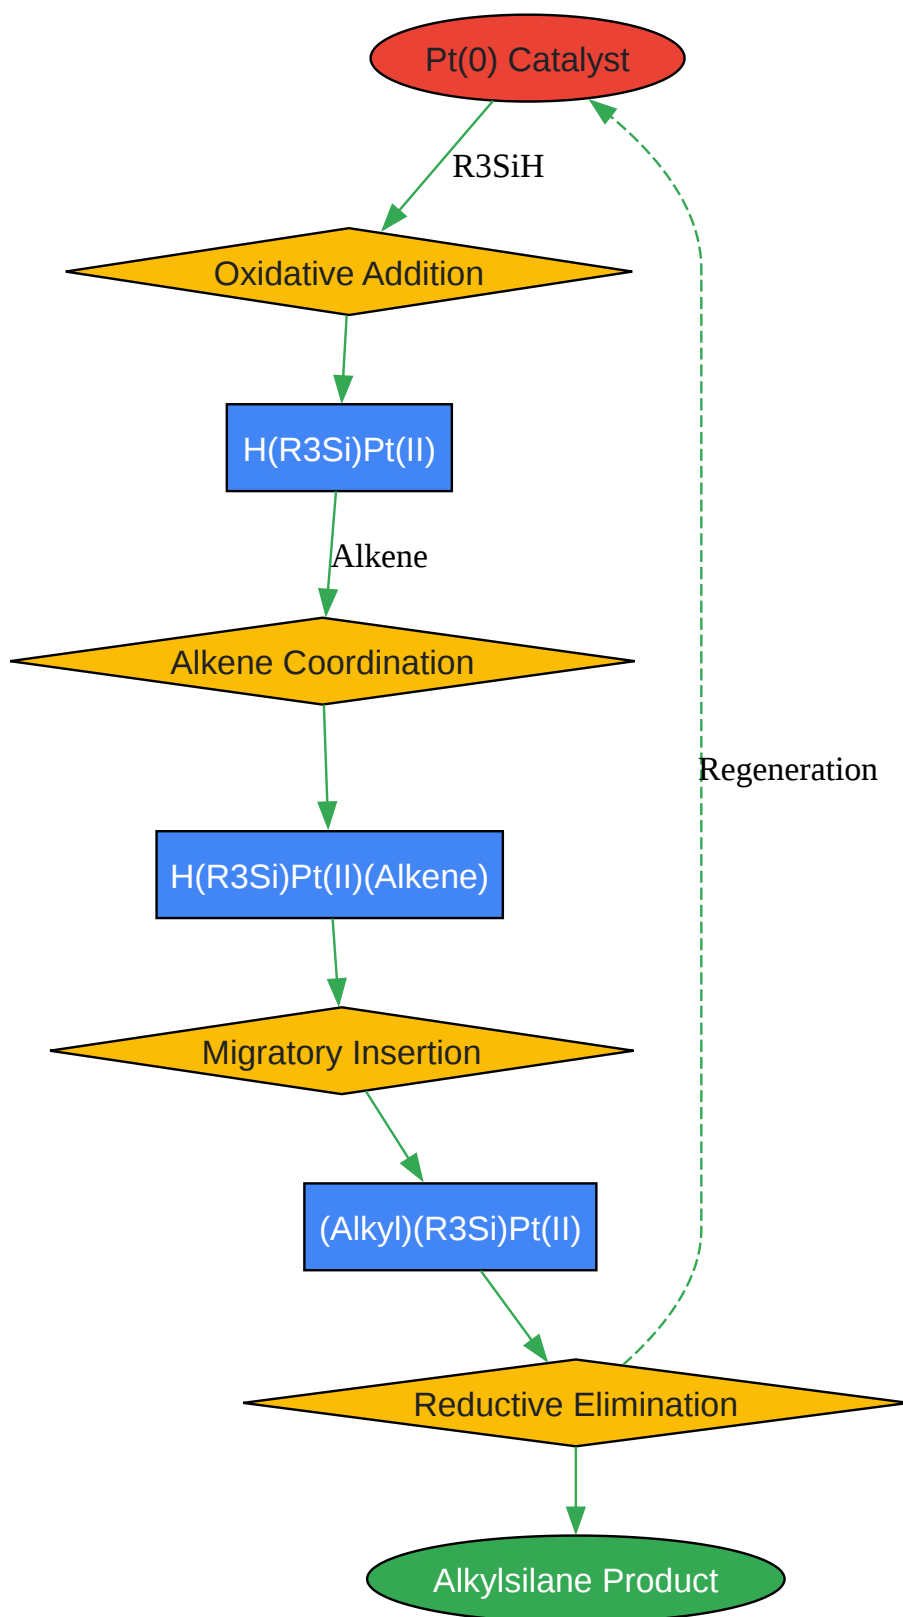 Pt(0) Catalyst
R3SiH
Oxidative Addition
H(R3Si)Pt(II)
Alkene
Alkene Coordination
Regeneration
H(R3Si)Pt(II)(Alkene)
Migratory Insertion
(Alkyl)(R3Si)Pt(II)
Reductive Elimination
Alkylsilane Product